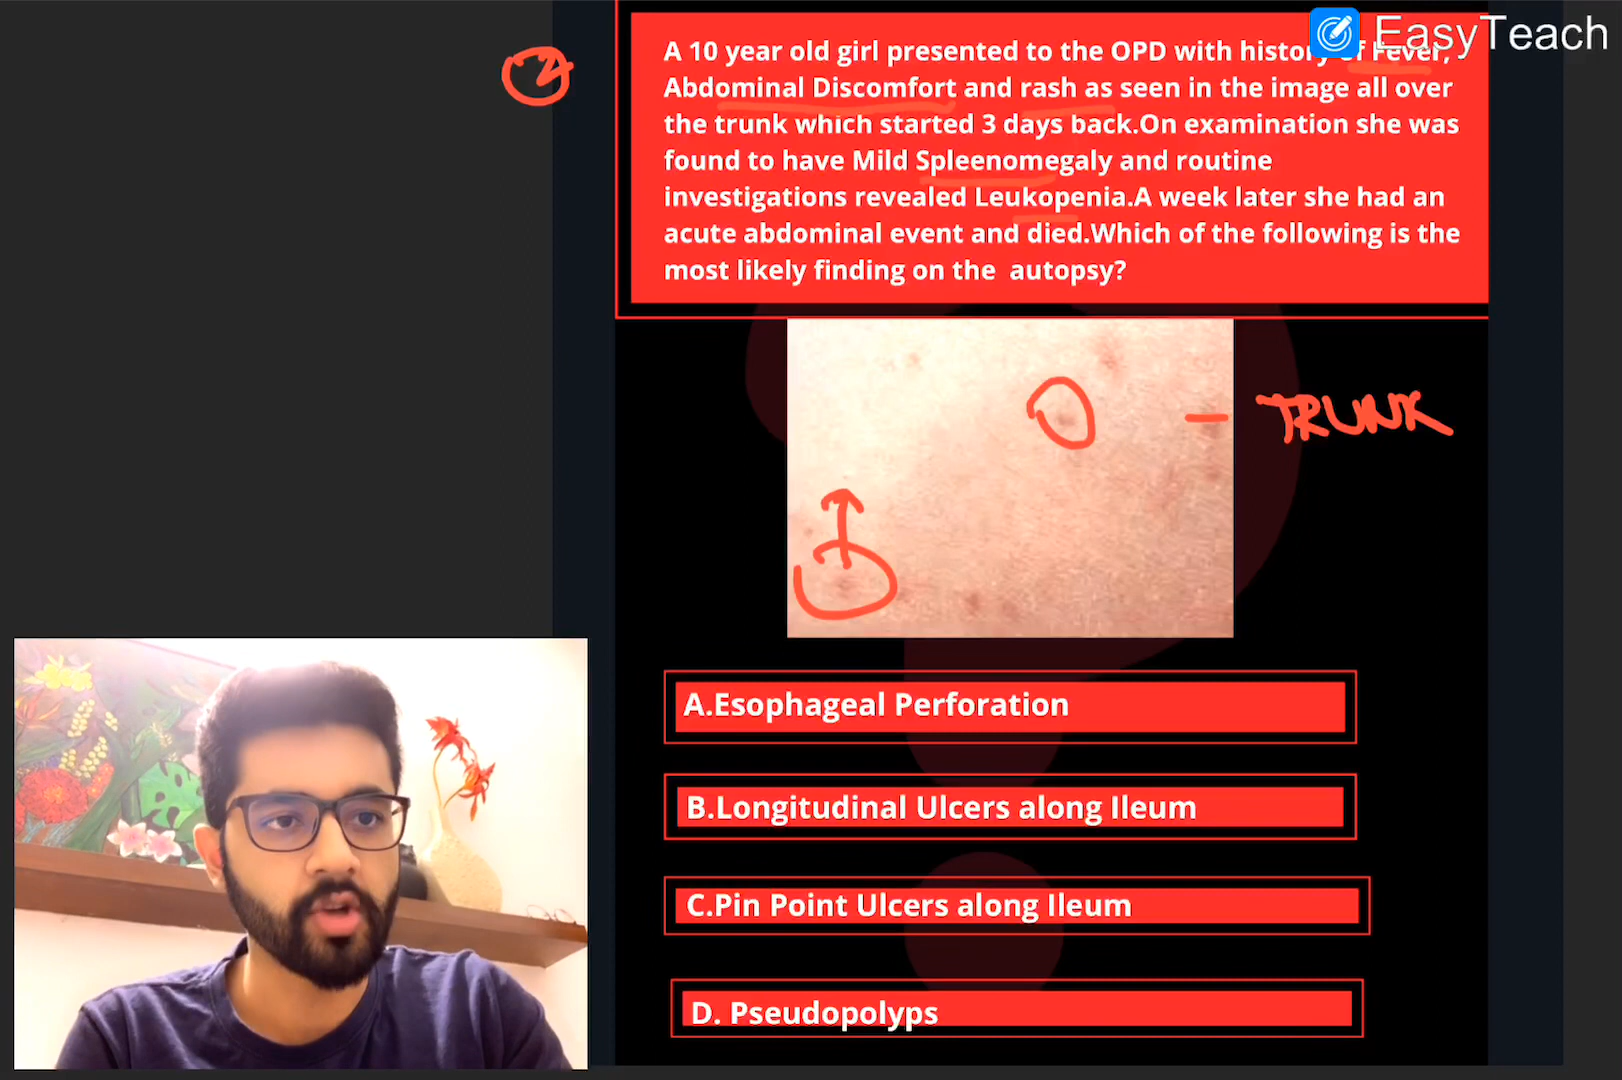 2
EasyTeach
A 10 year old girl presented to the OPD with history of Fever,
Abdominal Discomfort and rash as seen in the image all over
the trunk which started 3 days back.On examination she was
found to have Mild Spleenomegaly and routine
investigations revealed Leukopenia.A week later she had an
acute abdominal event and died.Which of the following is the
most likely finding on the autopsy?
TRUNK
A.Esophageal Perforation
B.Longitudinal Ulcers along Ileum
C.Pin Point Ulcers along Ileum
D. Pseudopolyps